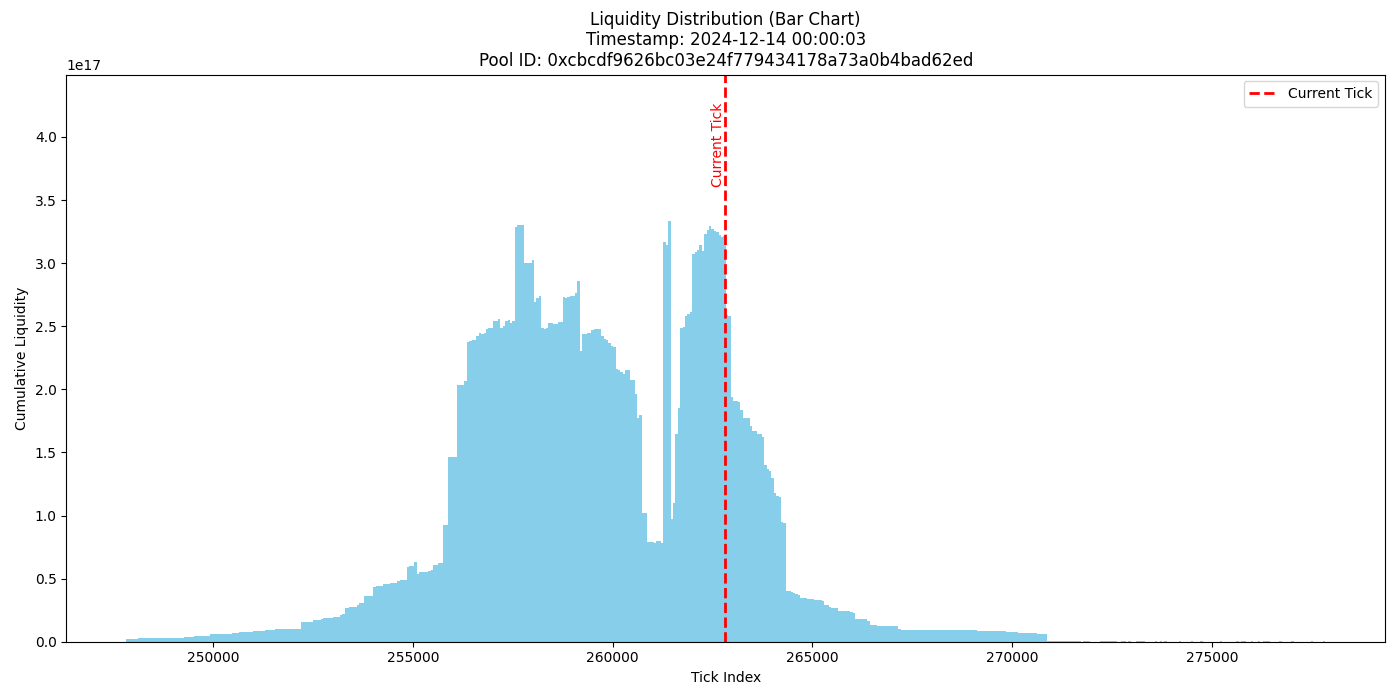 Liquidity Distribution (Bar Chart)
Timestamp: 2024-12-14 00:00:03
Pool ID: 0xcbcdf9626bc03e24f779434178a73a0b4bad62ed
1e17
Current Tick
Current Tick
4.0
3.5
3.0
2.5
2.0
1.5
1.0
0.5
0.0
Cumulative Liquidity
250000
255000
260000
265000
270000
275000
Tick Index